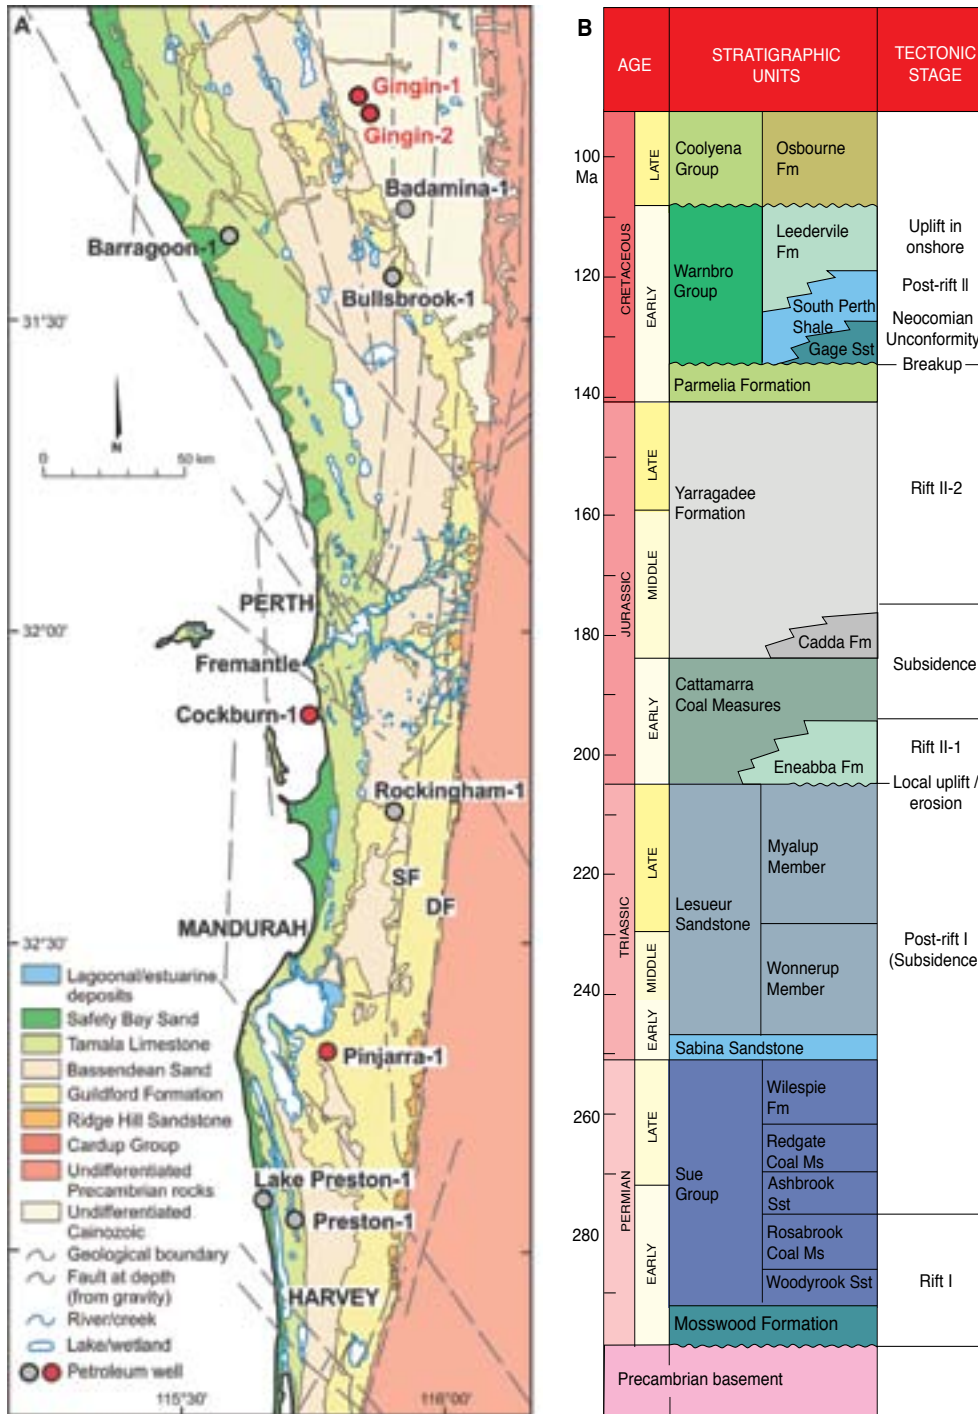 A
Gingin-1
Gingin-2
Badamina-1
Barragoon-1
Bullsbrook-1
31°30'
N
0 50 km
PERTH
32°00'
Fremantle
Cockburn-1
Rockingham-1
SF
DF
MANDURAH
32°30'
Lagoonal/estuarine
deposits
Safety Bay Sand
Tamala Limestone
Bassendean Sand
Guildford Formation
Ridge Hill Sandstone
Cardup Group
Undifferentiated
Precambrian rocks
Undifferentiated
Cainozoic
Geological boundary
Fault at depth
(from gravity)
River/creek
Lake/wetland
Petroleum well
Pinjarra-1
Lake Preston-1
Preston-1
HARVEY
115°30'
116°00'
B
AGE
STRATIGRAPHIC
UNITS
TECTONIC
STAGE
100
Ma
120
140
160
180
200
220
240
260
280
CRETACEOUS
LATE
EARLY
JURASSIC
LATE
MIDDLE
EARLY
TRIASSIC
LATE
MIDDLE
EARLY
PERMIAN
LATE
EARLY
Coolyena
Group
Osbourne
Fm
Warnbro
Group
Leedervile
Fm
South Perth
Shale
Gage Sst
Parmelia Formation
Yarragadee
Formation
Cadda Fm
Cattamarra
Coal Measures
Eneabba Fm
Lesueur
Sandstone
Myalup
Member
Wonnerup
Member
Sabina Sandstone
Sue
Group
Wilespie
Fm
Redgate
Coal Ms
Ashbrook
Sst
Rosabrook
Coal Ms
Woodyrook Sst
Mosswood Formation
Precambrian basement
Uplift in
onshore
Post-rift II
Neocomian
Unconformity
Breakup
Rift II-2
Subsidence
Rift II-1
Local uplift /
erosion
Post-rift I
(Subsidence)
Rift I